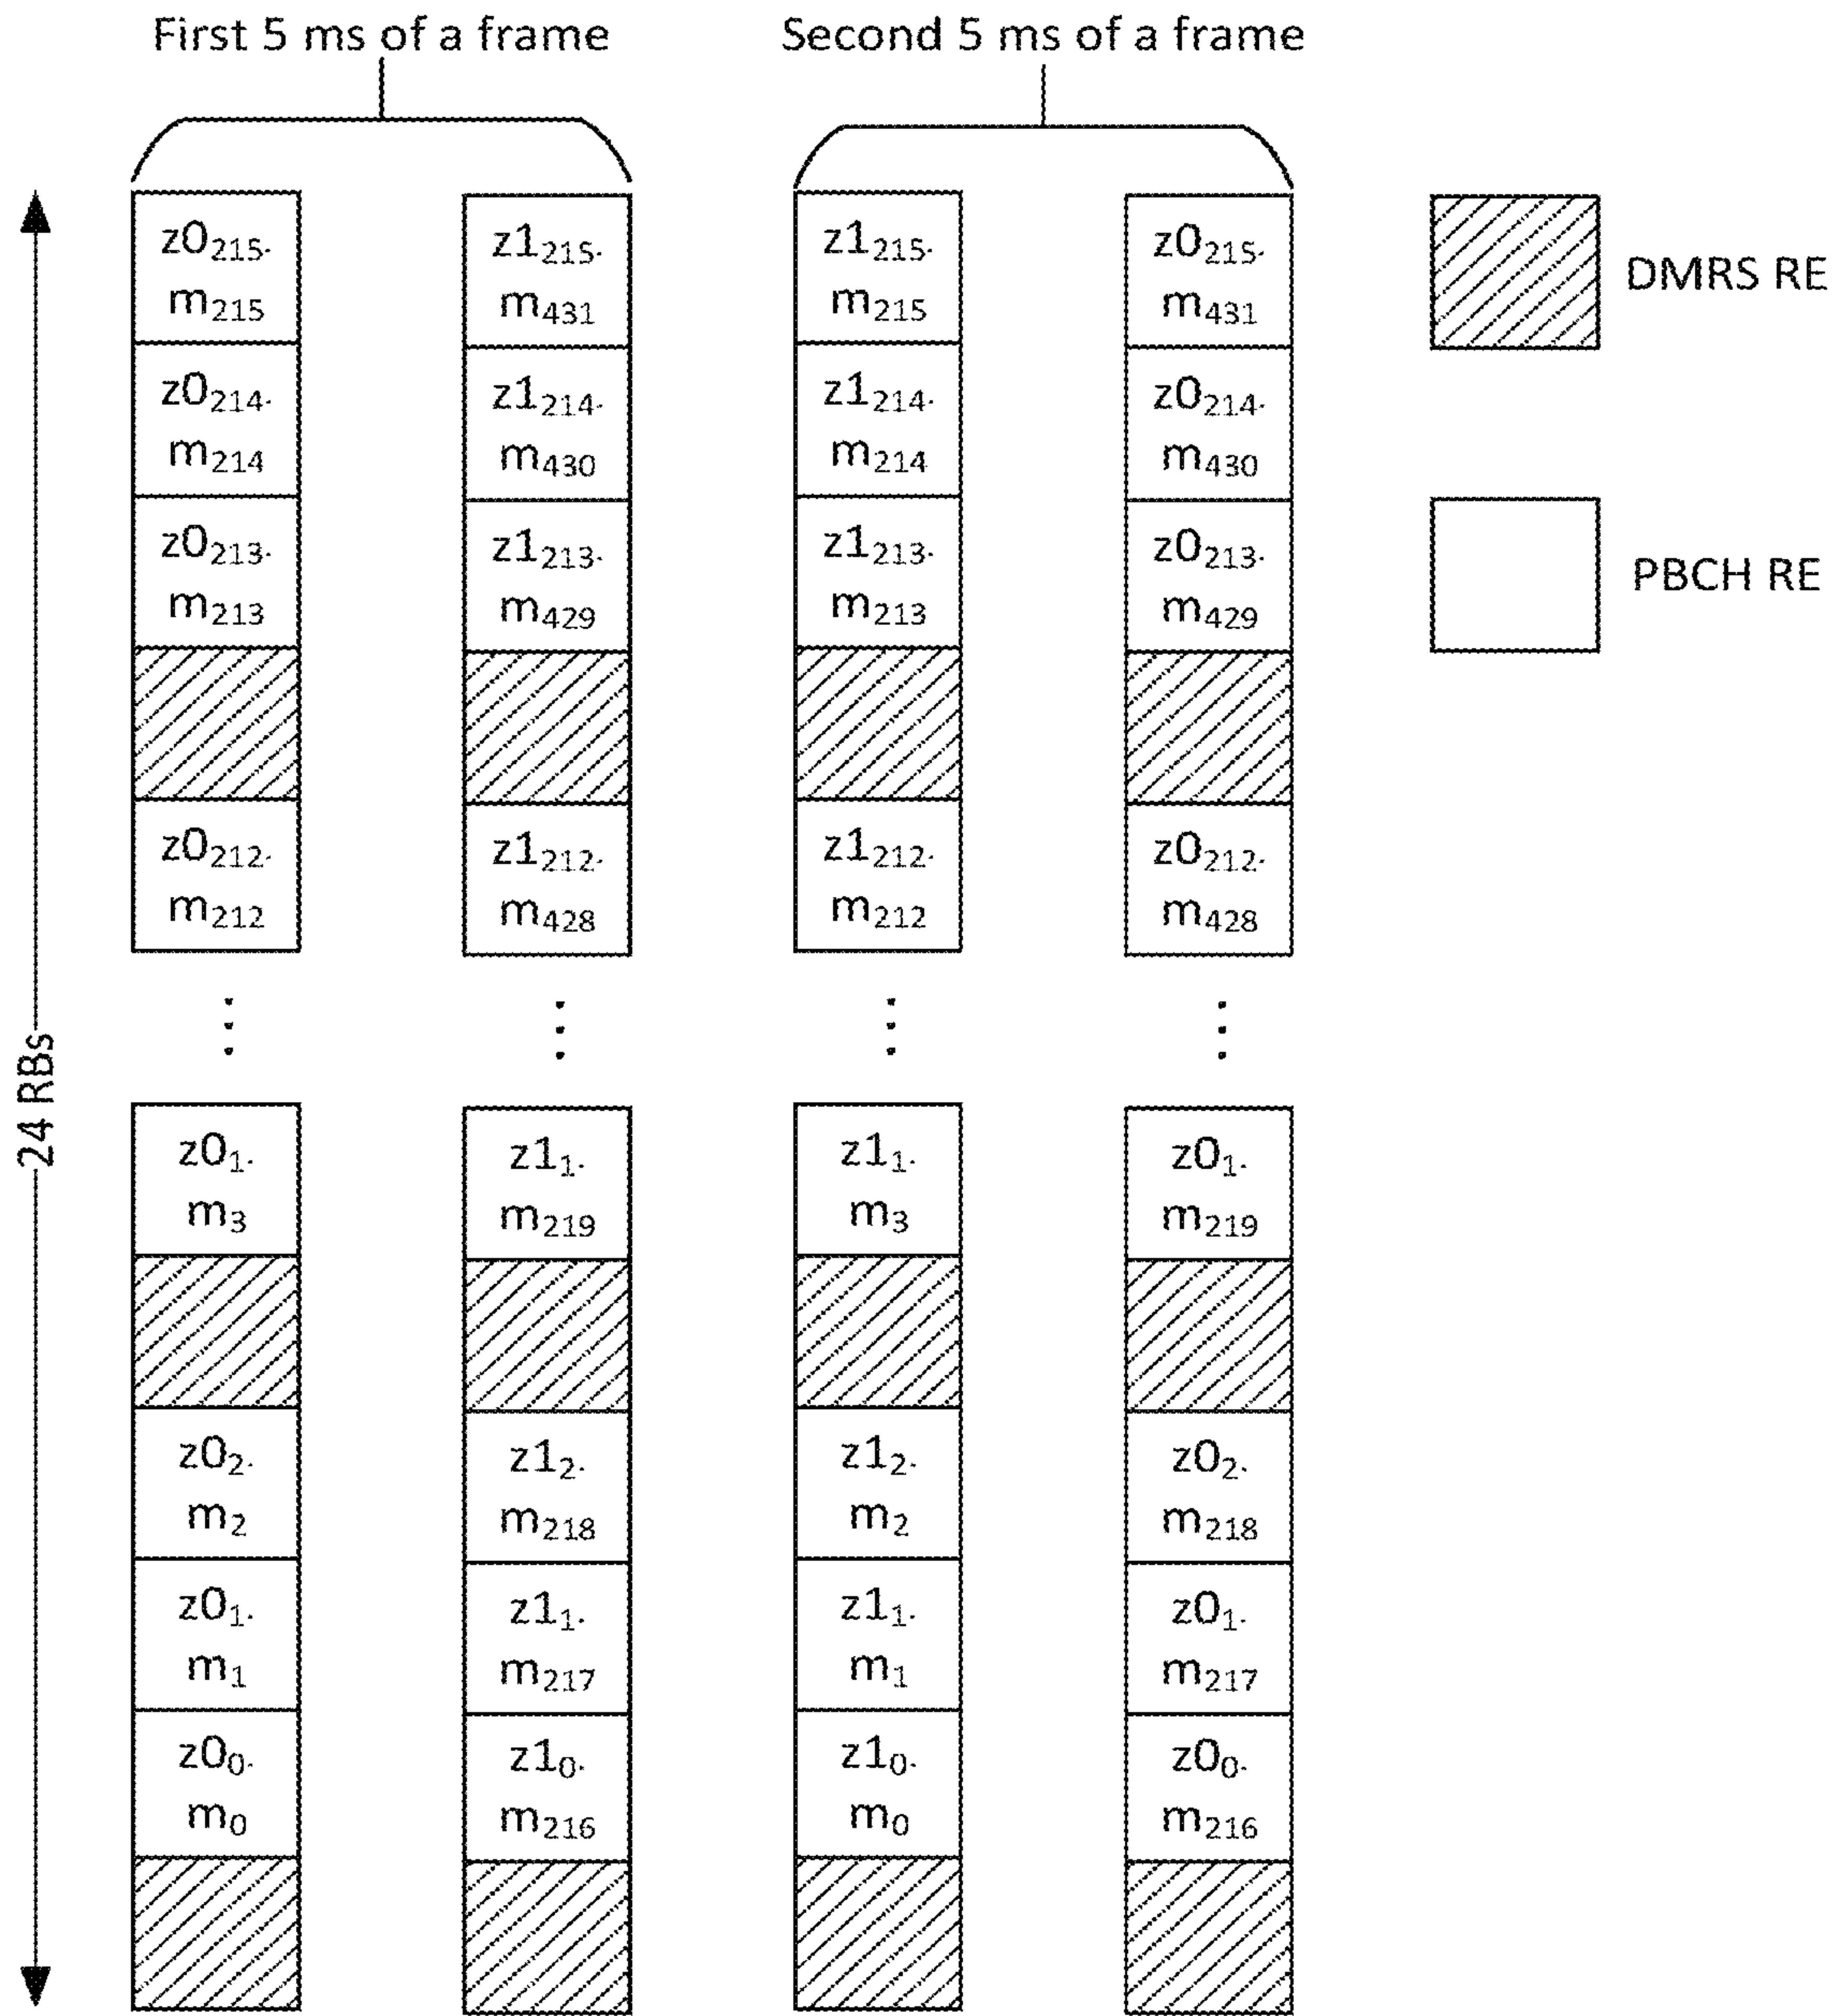 First 5 ms of a frame
Second 5 ms of a frame
z0₂₁₅. z1₂₁₅. z1₂₁₅. z0₂₁₅.
m₂₁₅ m₄₃₁ m₂₁₅ m₄₃₁
DMRS RE
z0₂₁₄. z1₂₁₄. z1₂₁₄. z0₂₁₄.
m₂₁₄ m₄₃₀ m₂₁₄ m₄₃₀
z0₂₁₃. z1₂₁₃. z1₂₁₃. z0₂₁₃.
m₂₁₃ m₄₂₉ m₂₁₃ m₄₂₉
PBCH RE
z0₂₁₂. z1₂₁₂. z1₂₁₂. z0₂₁₂.
m₂₁₂ m₄₂₈ m₂₁₂ m₄₂₈
24 RBs
z0₁. z1₁. z1₁. z0₁.
m₃ m₂₁₉ m₃ m₂₁₉
z0₂. z1₂. z1₂. z0₂.
m₂ m₂₁₈ m₂ m₂₁₈
z0₁. z1₁. z1₁. z0₁.
m₁ m₂₁₇ m₁ m₂₁₇
z0₀. z1₀. z1₀. z0₀.
m₀ m₂₁₆ m₀ m₂₁₆